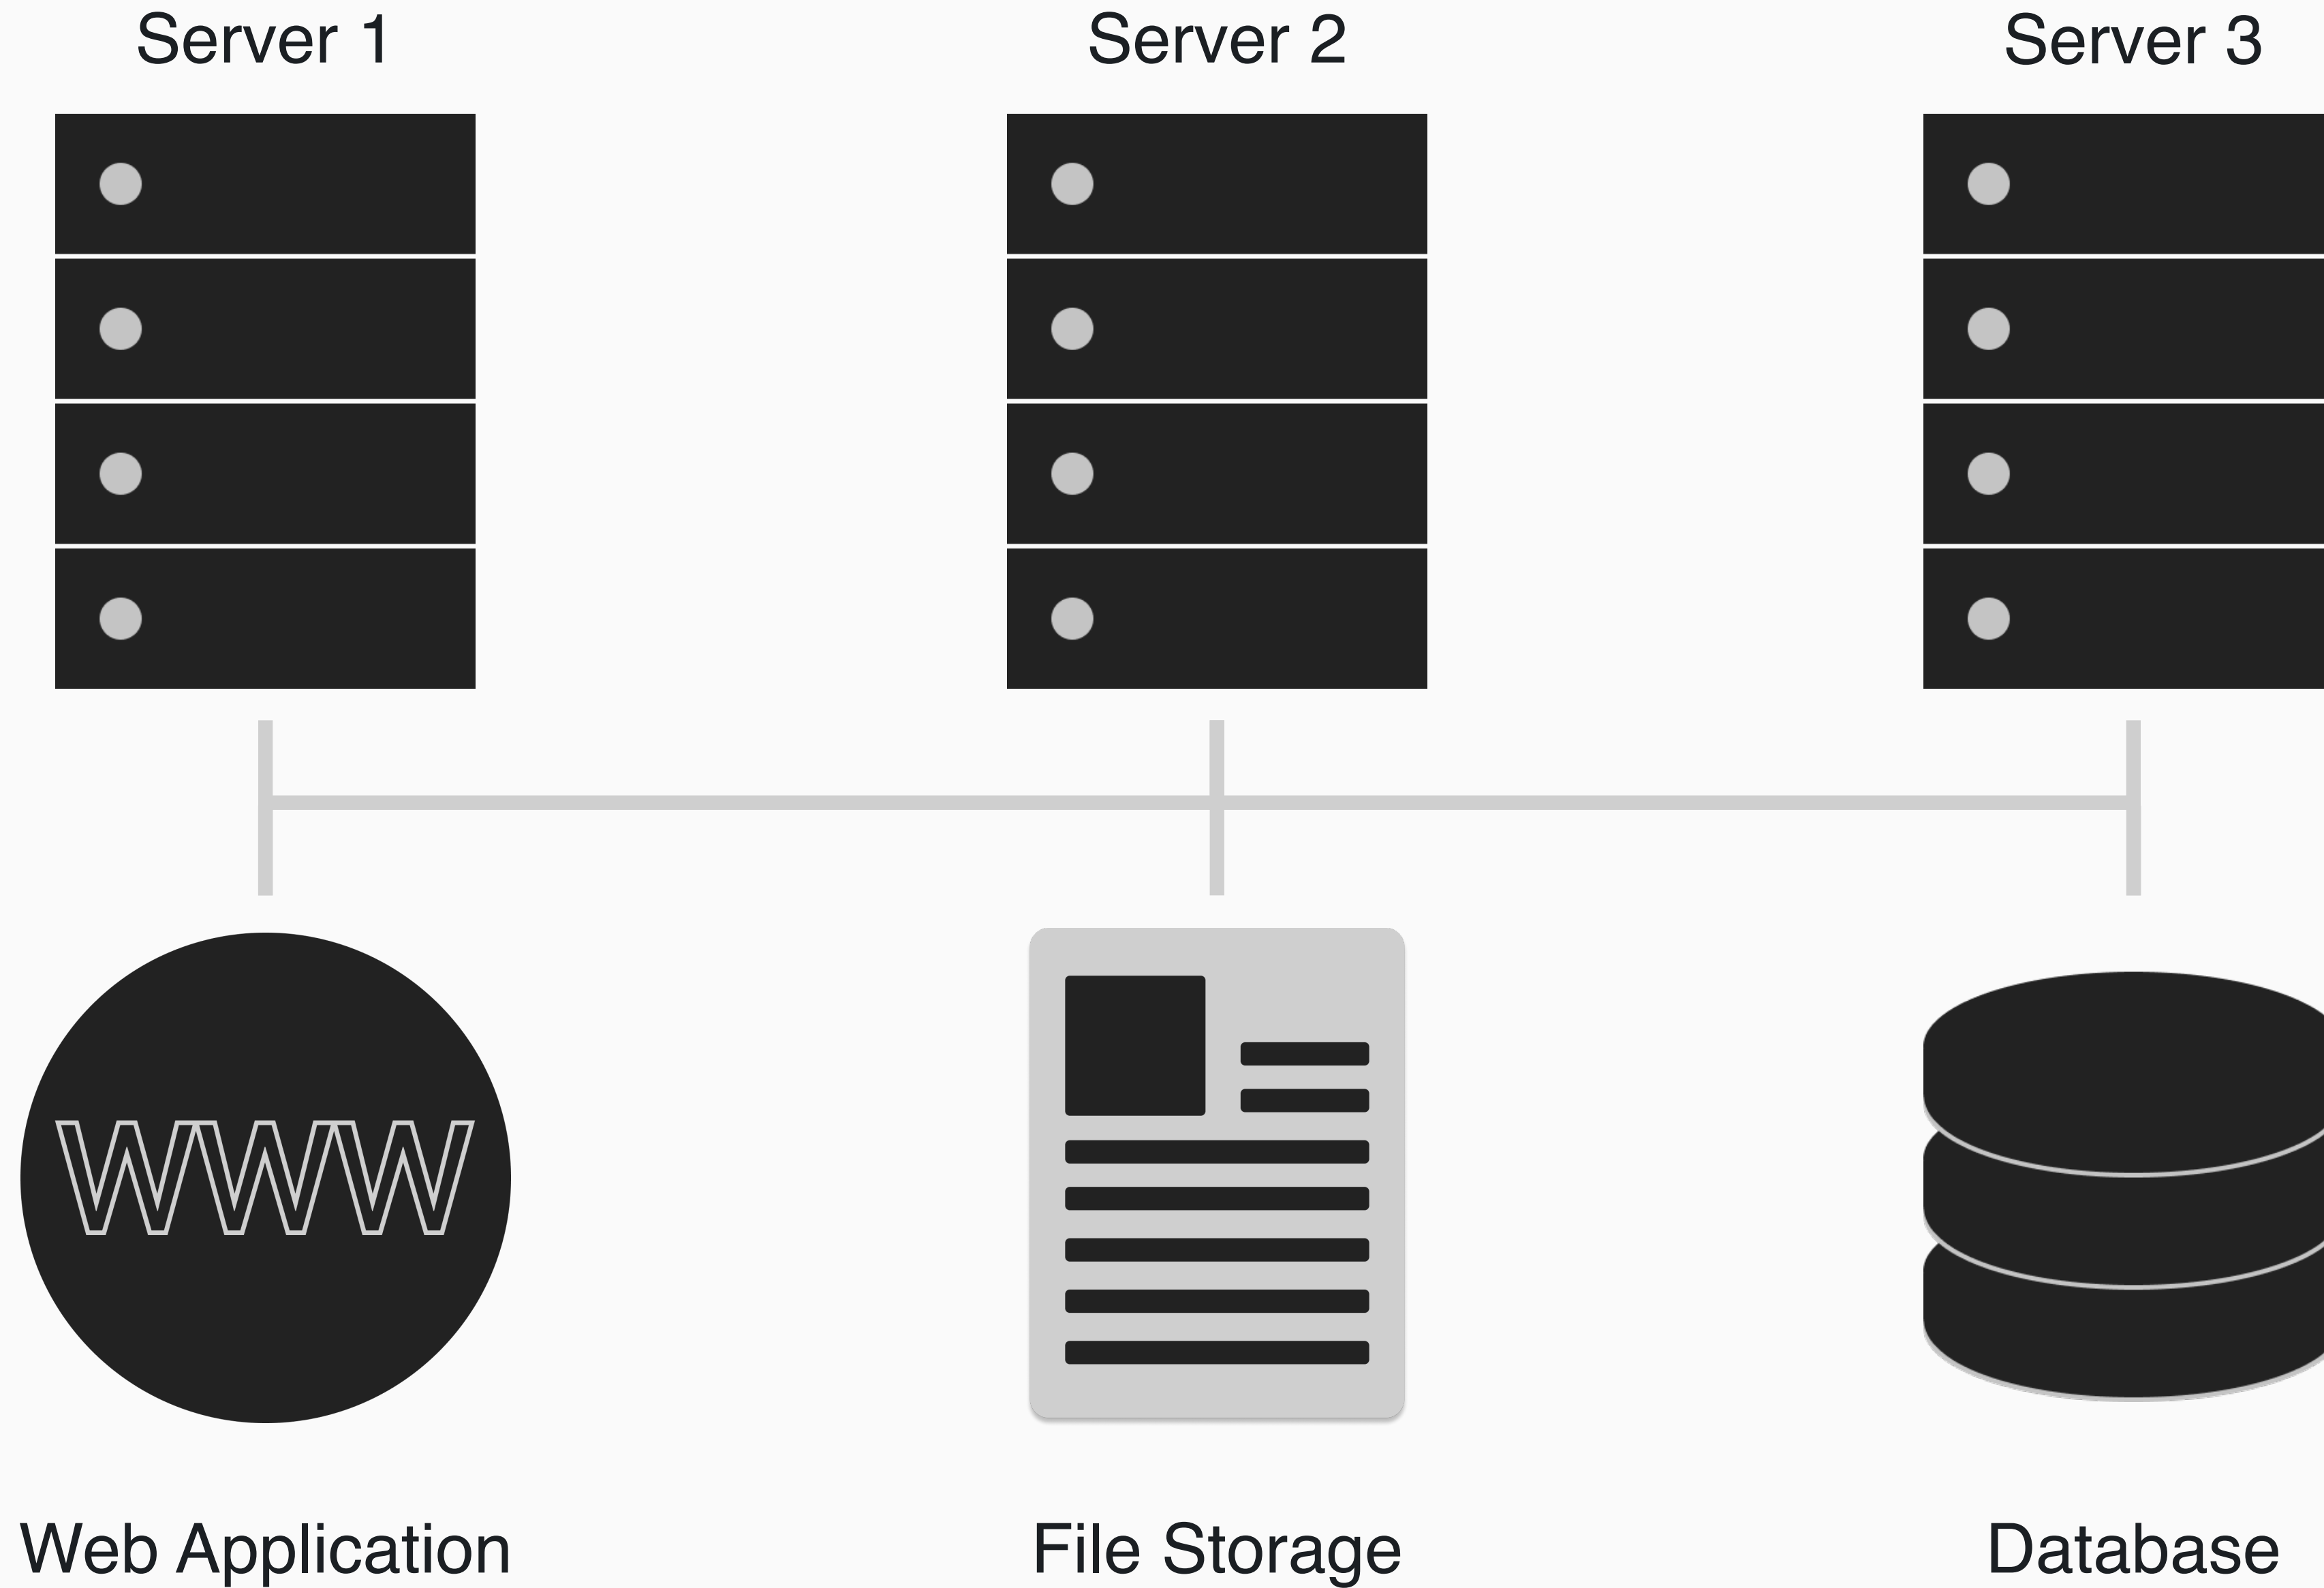 Server 1
Server 2
Server 3
WWW
Web Application
File Storage
Database